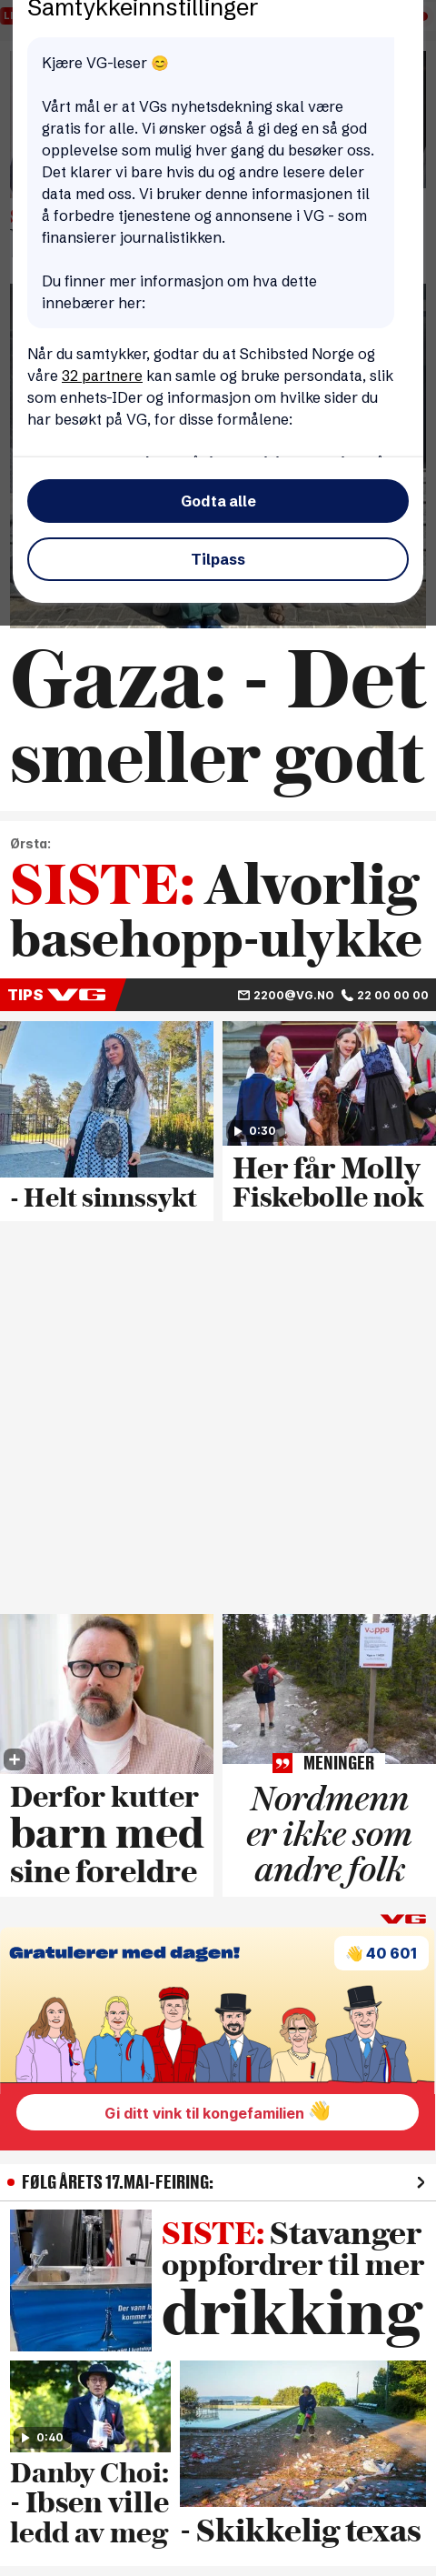 Samtykkeinnstillinger
Kjære VG-leser 😊
Vårt mål er at VGs nyhetsdekning skal være
gratis for alle. Vi ønsker også å gi deg en så god
opplevelse som mulig hver gang du besøker oss.
Det klarer vi bare hvis du og andre lesere deler
data med oss. Vi bruker denne informasjonen til
å forbedre tjenestene og annonsene i VG - som
finansierer journalistikken.
Du finner mer informasjon om hva dette
innebærer her:
Når du samtykker, godtar du at Schibsted Norge og
våre 32 partnere kan samle og bruke persondata, slik
som enhets-IDer og informasjon om hvilke sider du
har besøkt på VG, for disse formålene:
Godta alle
Tilpass
Gaza: - Det
smeller godt
Ørsta:
SISTE: Alvorlig
basehopp-ulykke
TIPS VG 2200@VG.NO 22 00 00 00
0:30
- Helt sinnssykt
Her får Molly
Fiskebolle nok
vapps
Derfor kutter
barn med
sine foreldre
MENINGER
Nordmenn
er ikke som
andre folk
VG
Gratulerer med dagen!
👋 40 601
Gi ditt vink til kongefamilien 👋
FØLG ÅRETS 17.MAI-FEIRING:
Der vann
kommer
SISTE: Stavanger
oppfordrer til mer
drikking
0:40
Danby Choi:
- Ibsen ville
ledd av meg
- Skikkelig texas